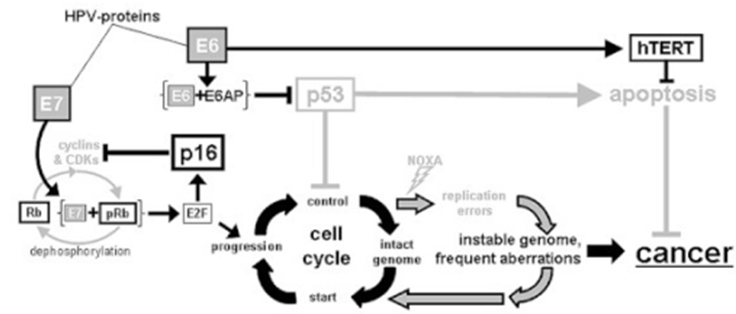 HPV-proteins
E6
hTERT
E7
E6 +E6AP
p53
apoptosis
cyclins
& CDKs
p16
NOXA
Rb
E7 + pRb
E2F
control
replication
errors
progression
cell
cycle
intact
genome
instable genome,
frequent aberrations
cancer
dephosphorylation
start